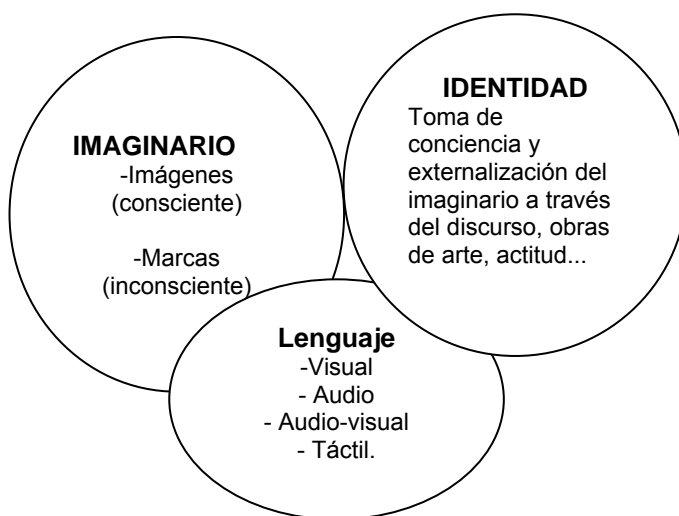 IMAGINARIO
-Imágenes
(consciente)
-Marcas
(inconsciente)
IDENTIDAD
Toma de
conciencia y
externalización del
imaginario a través
del discurso, obras
de arte, actitud...
Lenguaje
-Visual
- Audio
- Audio-visual
- Táctil.